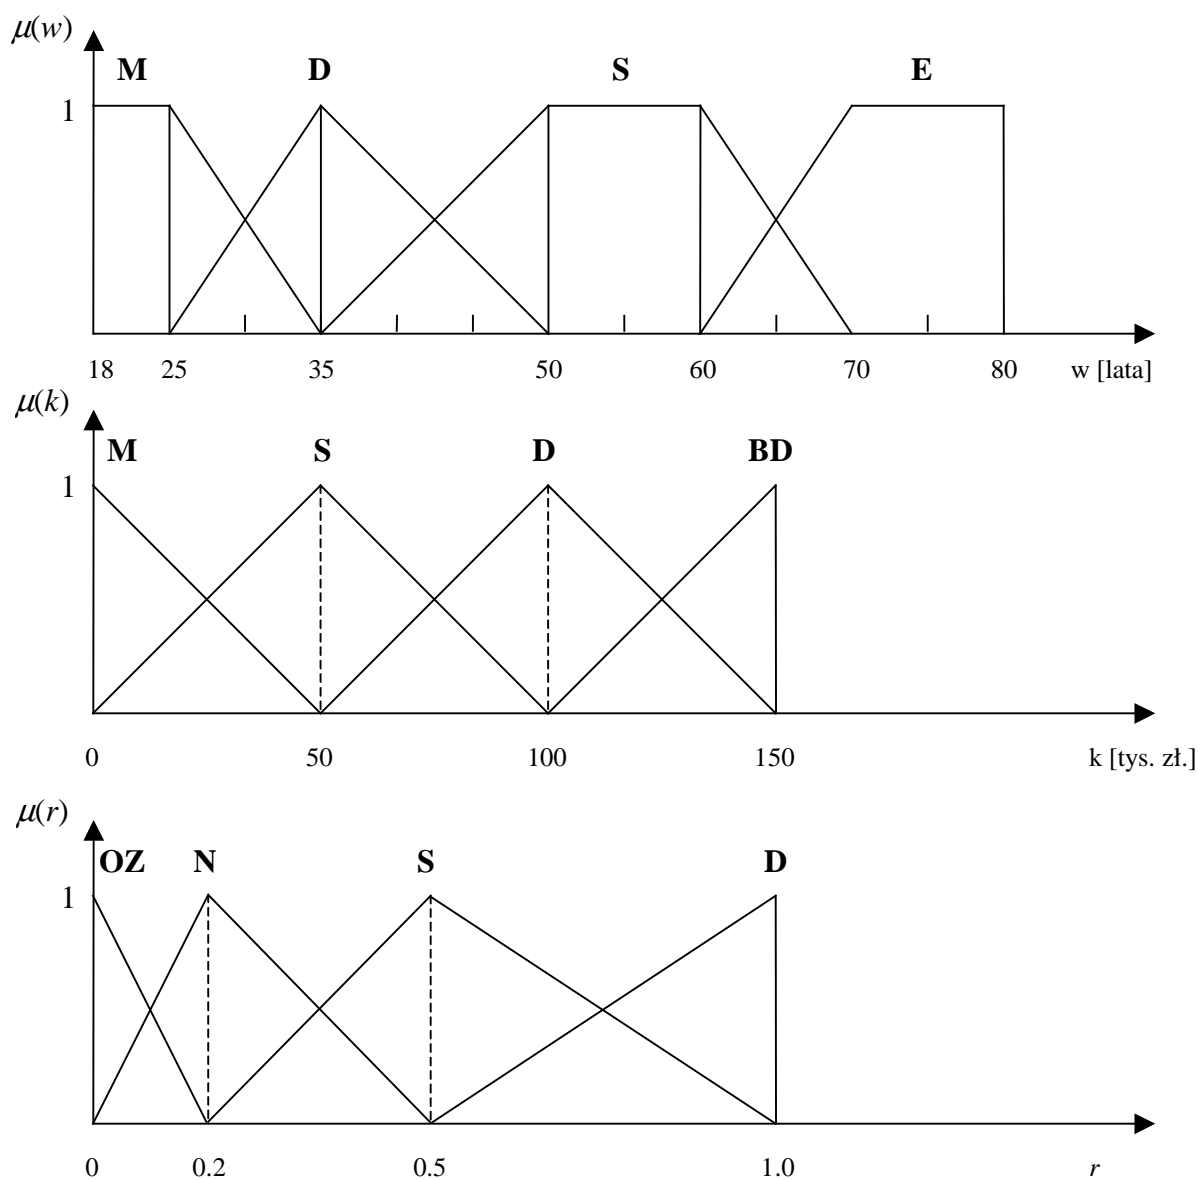 μ(w)
M D S E
1
18 25 35 50 60 70 80 w [lata]
μ(k)
M S D BD
1
0 50 100 150 k [tys. zł.]
μ(r)
OZ N S D
1
0 0.2 0.5 1.0 r